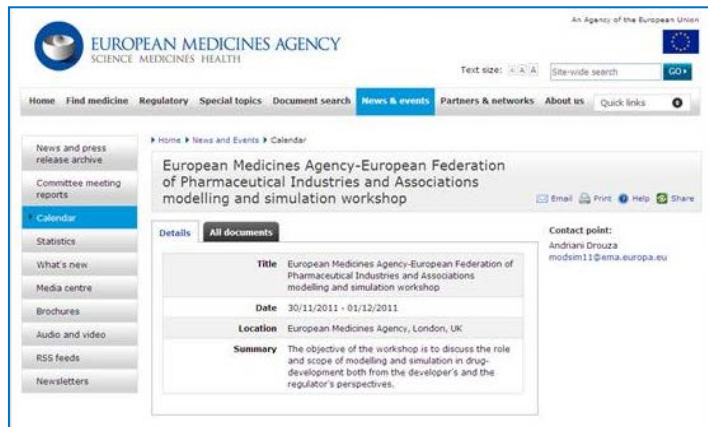 An Agency of the European Union
EUROPEAN MEDICINES AGENCY
SCIENCE MEDICINES HEALTH
Text size: A A A
Site-wide search
GO
Home Find medicine Regulatory Special topics Document search News & events Partners & networks About us Quick links
Home News and Events Calendar
News and press
release archive
Committee meeting
reports
Calendar
Statistics
What's new
Media centre
Brochures
Audio and video
RSS feeds
Newsletters
European Medicines Agency-European Federation
of Pharmaceutical Industries and Associations
modelling and simulation workshop
Email Print Help Share
Details All documents
Title European Medicines Agency-European Federation of
Pharmaceutical Industries and Associations
modelling and simulation workshop
Date 30/11/2011 - 01/12/2011
Location European Medicines Agency, London, UK
Summary The objective of the workshop is to discuss the role
and scope of modelling and simulation in drug-
development both from the developer's and the
regulator's perspectives.
Contact point:
Andriani Drouza
modsim11@ema.europa.eu